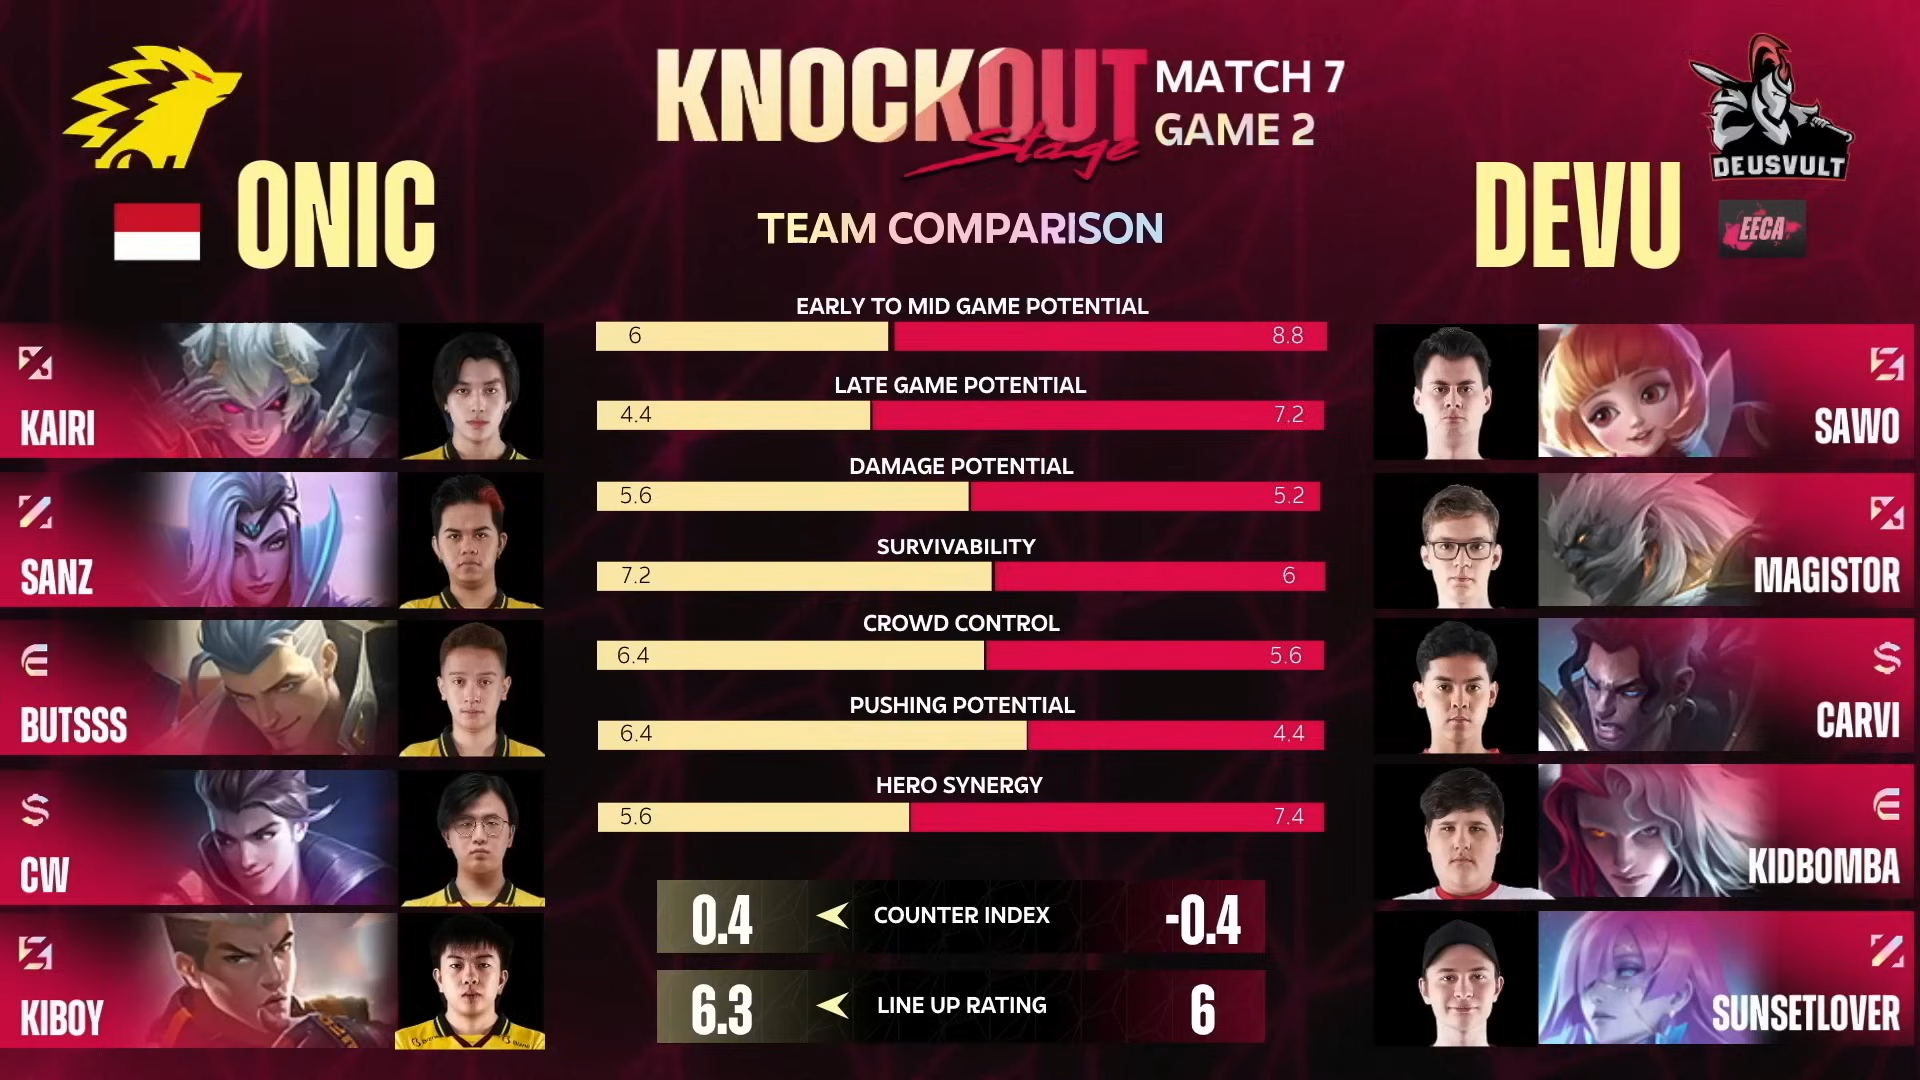 KNOCKOUT
Stage
MATCH 7
GAME 2
ONIC
DEVU
DEUSVULT
EECA
TEAM COMPARISON
EARLY TO MID GAME POTENTIAL
6 8.8
LATE GAME POTENTIAL
4.4 7.2
DAMAGE POTENTIAL
5.6 5.2
SURVIVABILITY
7.2 6
CROWD CONTROL
6.4 5.6
PUSHING POTENTIAL
6.4 4.4
HERO SYNERGY
5.6 7.4
0.4 COUNTER INDEX -0.4
6.3 LINE UP RATING 6
KAIRI
SANZ
BUTSSS
CW
KIBOY
SAWO
MAGISTOR
CARVI
KIDBOMBA
SUNSETLOVER